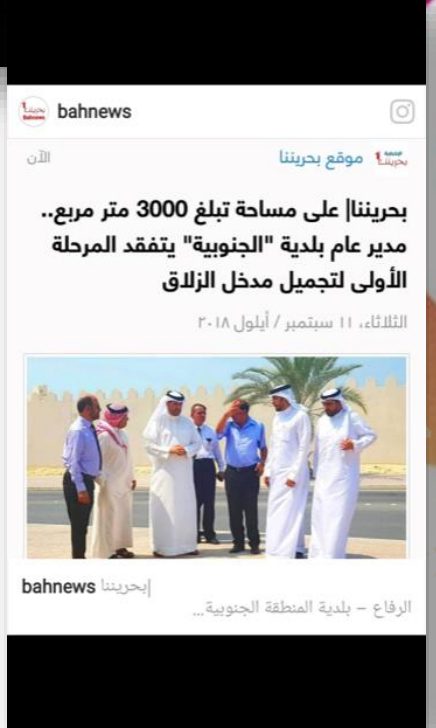 bahnews
موقع بحريننا
الآن
بحريننا| على مساحة تبلغ 3000 متر مربع..
مدير عام بلدية "الجنوبية" يتفقد المرحلة
الأولى لتجميل مدخل الزلاق
الثلاثاء، ١١ سبتمبر / أيلول ٢٠١٨
bahnews بحريننا|
الرفاع – بلدية المنطقة الجنوبية...